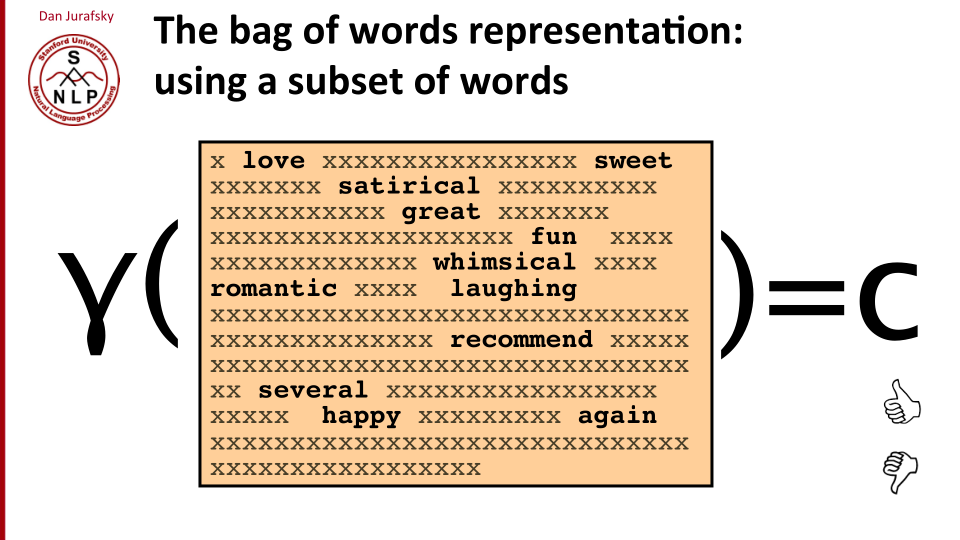 Dan Jurafsky
Stanford University
S
NLP
Natural Language Processing
The bag of words representation:
using a subset of words
x love xxxxxxxxxxxxxxxx sweet
xxxxxxx satirical xxxxxxxxxx
xxxxxxxxxxx great xxxxxxx
xxxxxxxxxxxxxxxxxxx fun  xxxx
xxxxxxxxxxxxx whimsical xxxx
romantic xxxx  laughing
xxxxxxxxxxxxxxxxxxxxxxxxxxxxxx
xxxxxxxxxxxxxx recommend xxxxx
xxxxxxxxxxxxxxxxxxxxxxxxxxxxxx
xx several xxxxxxxxxxxxxxxxx
xxxxx  happy xxxxxxxxx again
xxxxxxxxxxxxxxxxxxxxxxxxxxxxxx
xxxxxxxxxxxxxxxxx
γ( )=c